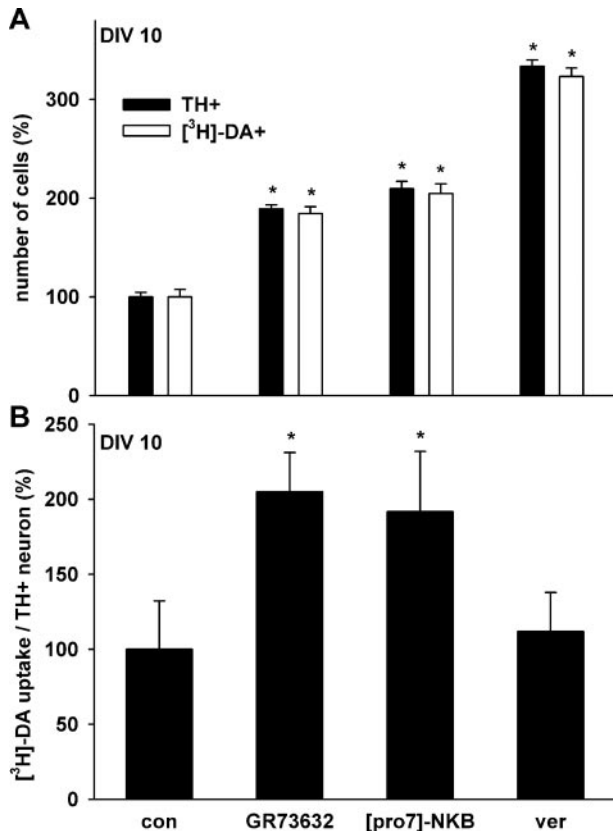 A
DIV 10
TH+
[³H]-DA+
number of cells (%)
300
200
100
0
* * * * * *
B
DIV 10
[³H]-DA uptake / TH+ neuron (%)
250
200
150
100
50
0
* *
con GR73632 [pro7]-NKB ver